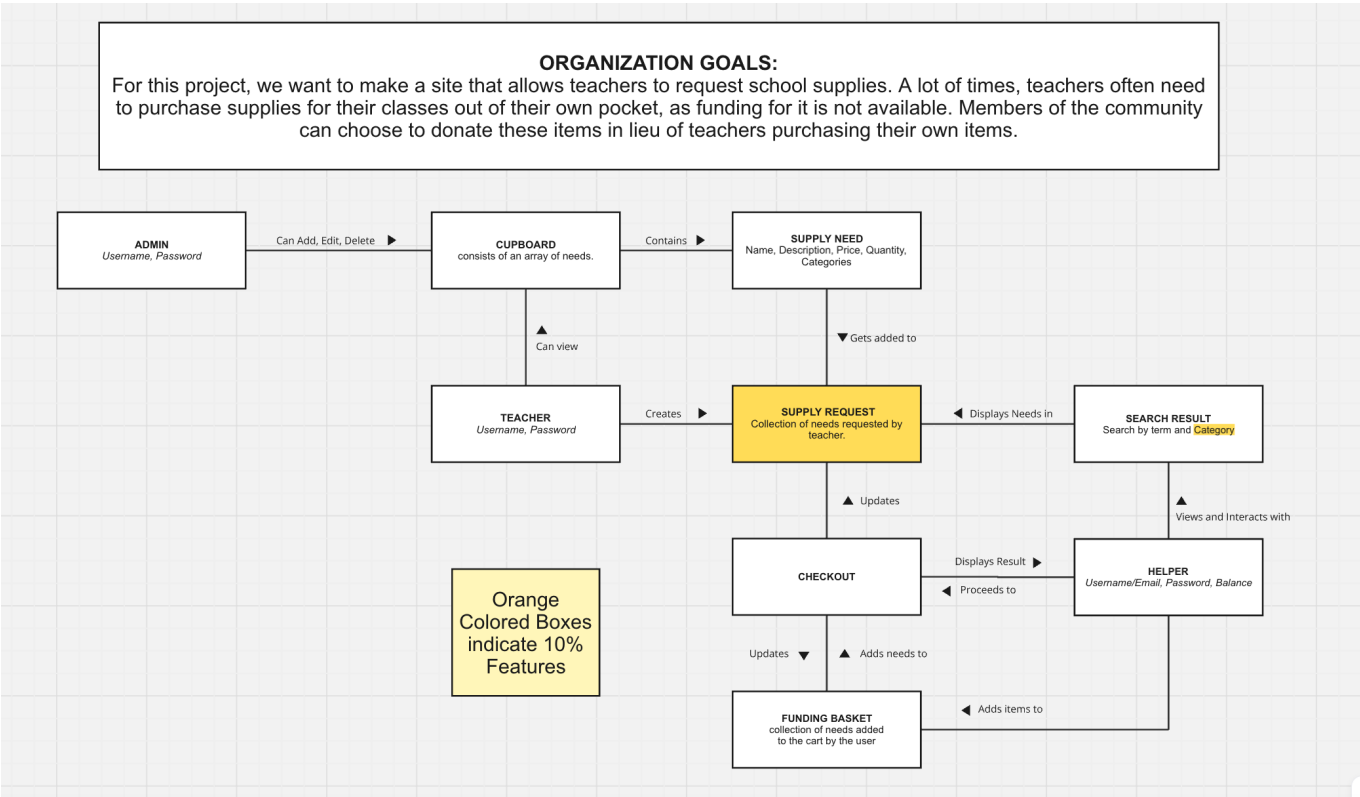 ORGANIZATION GOALS:
For this project, we want to make a site that allows teachers to request school supplies. A lot of times, teachers often need
to purchase supplies for their classes out of their own pocket, as funding for it is not available. Members of the community
can choose to donate these items in lieu of teachers purchasing their own items.
ADMIN
Username, Password
Can Add, Edit, Delete
CUPBOARD
consists of an array of needs.
Contains
SUPPLY NEED
Name, Description, Price, Quantity,
Categories
Can view
Gets added to
TEACHER
Username, Password
Creates
SUPPLY REQUEST
Collection of needs requested by
teacher.
Displays Needs in
SEARCH RESULT
Search by term and Category
Updates
Views and Interacts with
CHECKOUT
Displays Result
Proceeds to
HELPER
Username/Email, Password, Balance
Orange
Colored Boxes
indicate 10%
Features
Updates
Adds needs to
FUNDING BASKET
collection of needs added
to the cart by the user
Adds items to